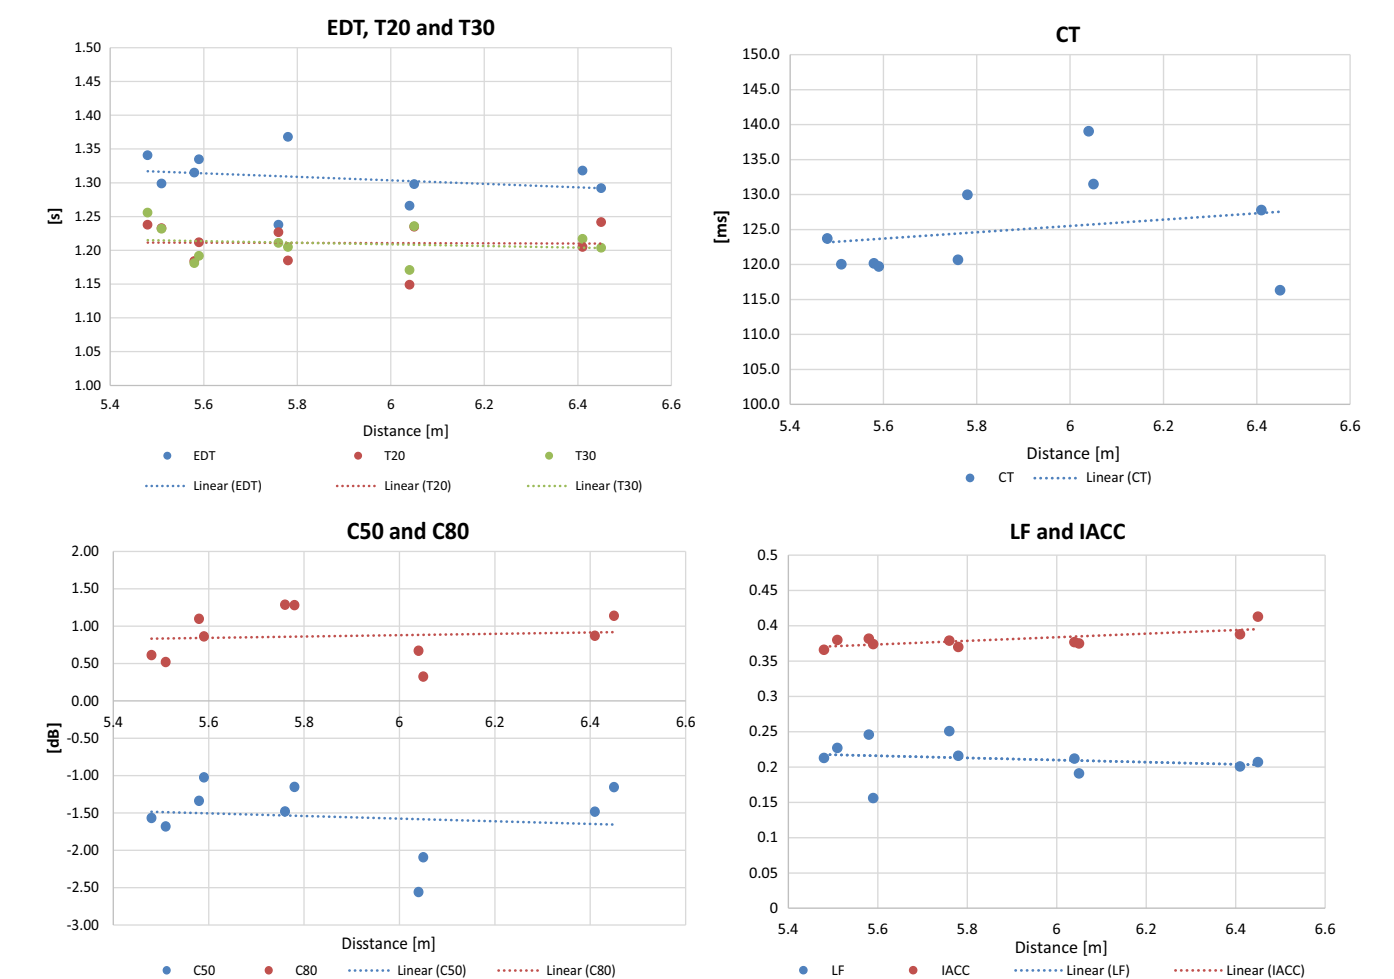 EDT, T20 and T30
1.50
1.45
1.40
1.35
1.30
1.25
1.20
1.15
1.10
1.05
1.00
[s]
5.4 5.6 5.8 6 6.2 6.4 6.6
Distance [m]
EDT T20 T30
Linear (EDT) Linear (T20) Linear (T30)
CT
150.0
145.0
140.0
135.0
130.0
125.0
120.0
115.0
110.0
105.0
100.0
[ms]
5.4 5.6 5.8 6 6.2 6.4 6.6
Distance [m]
CT Linear (CT)
C50 and C80
2.00
1.50
1.00
0.50
0.00
5.4 5.6 5.8 6 6.2 6.4 6.6
[dB]
-0.50
-1.00
-1.50
-2.00
-2.50
-3.00
Disstance [m]
C50 C80 Linear (C50) Linear (C80)
LF and IACC
0.5
0.45
0.4
0.35
0.3
0.25
0.2
0.15
0.1
0.05
0
5.4 5.6 5.8 6 6.2 6.4 6.6
Distance [m]
LF IACC Linear (LF) Linear (IACC)